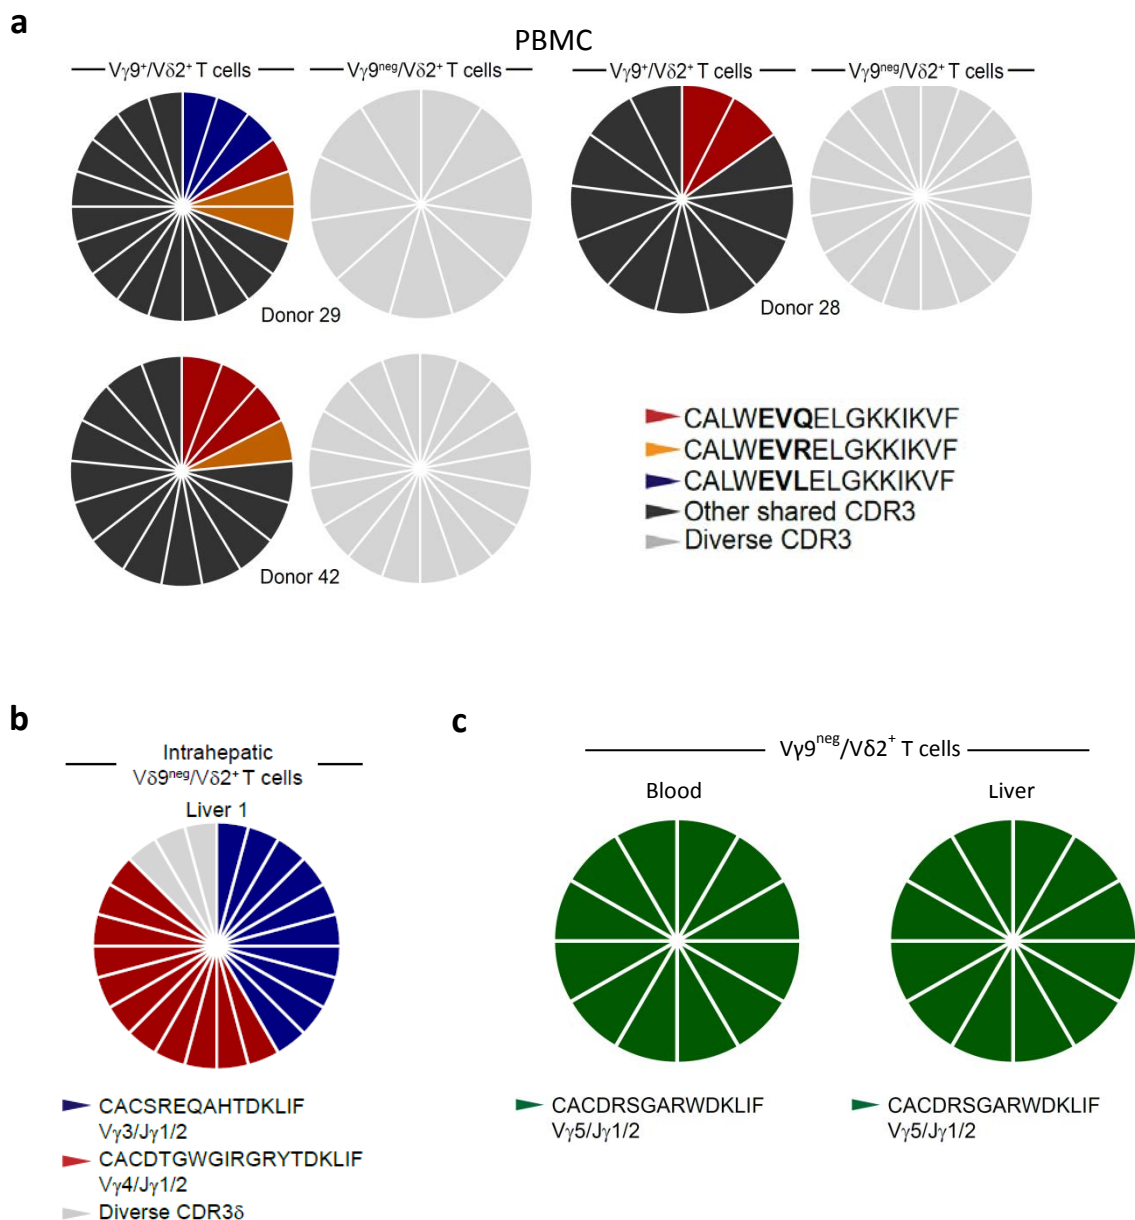 a
PBMC
Vγ9⁺/Vδ2⁺ T cells
Vγ9ⁿᵉᵍ/Vδ2⁺ T cells
Vγ9⁺/Vδ2⁺ T cells
Vγ9ⁿᵉᵍ/Vδ2⁺ T cells
Donor 29
Donor 28
Donor 42
CALWEVQELGKKIKVF
CALWEVRELGKKIKVF
CALWEVLELGKKIKVF
Other shared CDR3
Diverse CDR3
b
Intrahepatic
Vδ9ⁿᵉᵍ/Vδ2⁺ T cells
Liver 1
CACSREQAHTDKLIF
Vγ3/Jγ1/2
CACDTGWGIRGRYTDKLIF
Vγ4/Jγ1/2
Diverse CDR3δ
c
Vγ9ⁿᵉᵍ/Vδ2⁺ T cells
Blood
Liver
CACDRSGARWDKLIF
Vγ5/Jγ1/2
CACDRSGARWDKLIF
Vγ5/Jγ1/2